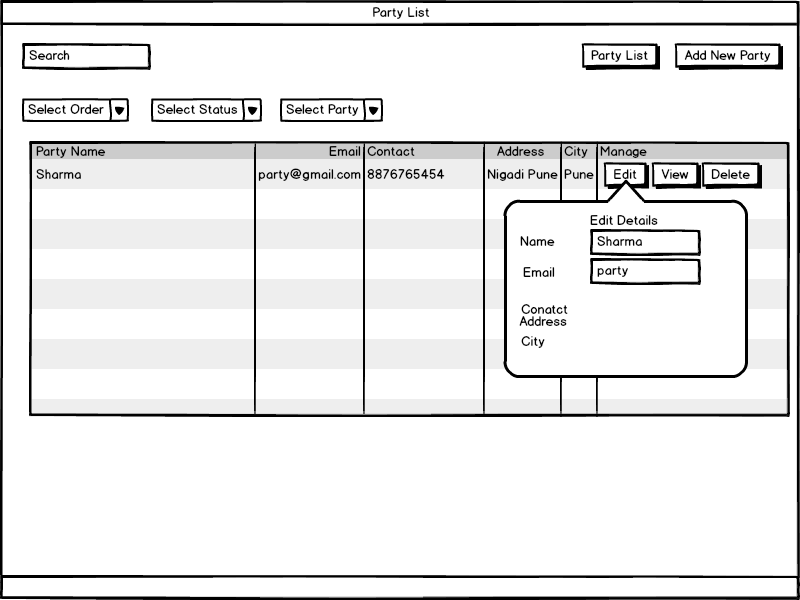 Party List
Search
Party List
Add New Party
Select Order
Select Status
Select Party
Party Name Email Contact Address City Manage
Sharma party@gmail.com 8876765454 Nigadi Pune Pune Edit View Delete
Edit Details
Name Sharma
Email party
Conatct
Address
City